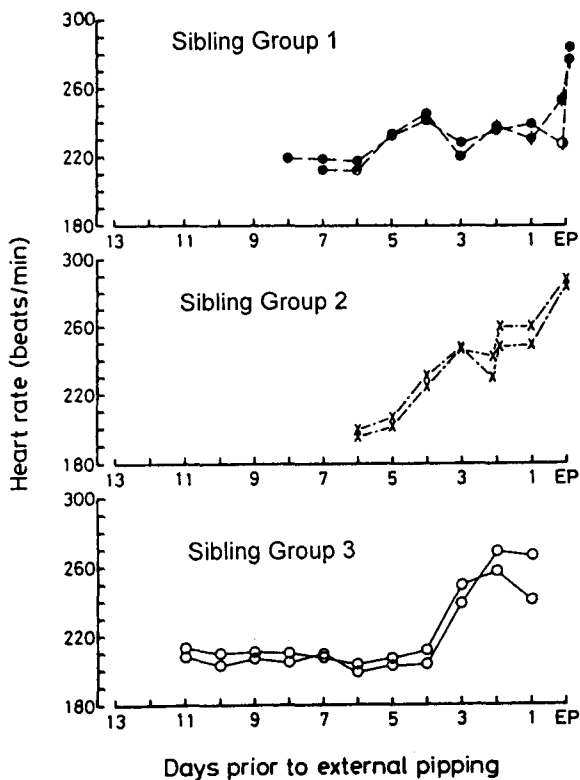 300
Sibling Group 1
260
220
180
13 11 9 7 5 3 1 EP
300
Sibling Group 2
260
220
180
13 11 9 7 5 3 1 EP
300
Sibling Group 3
260
220
180
13 11 9 7 5 3 1 EP
Heart rate (beats/min)
Days prior to external pipping